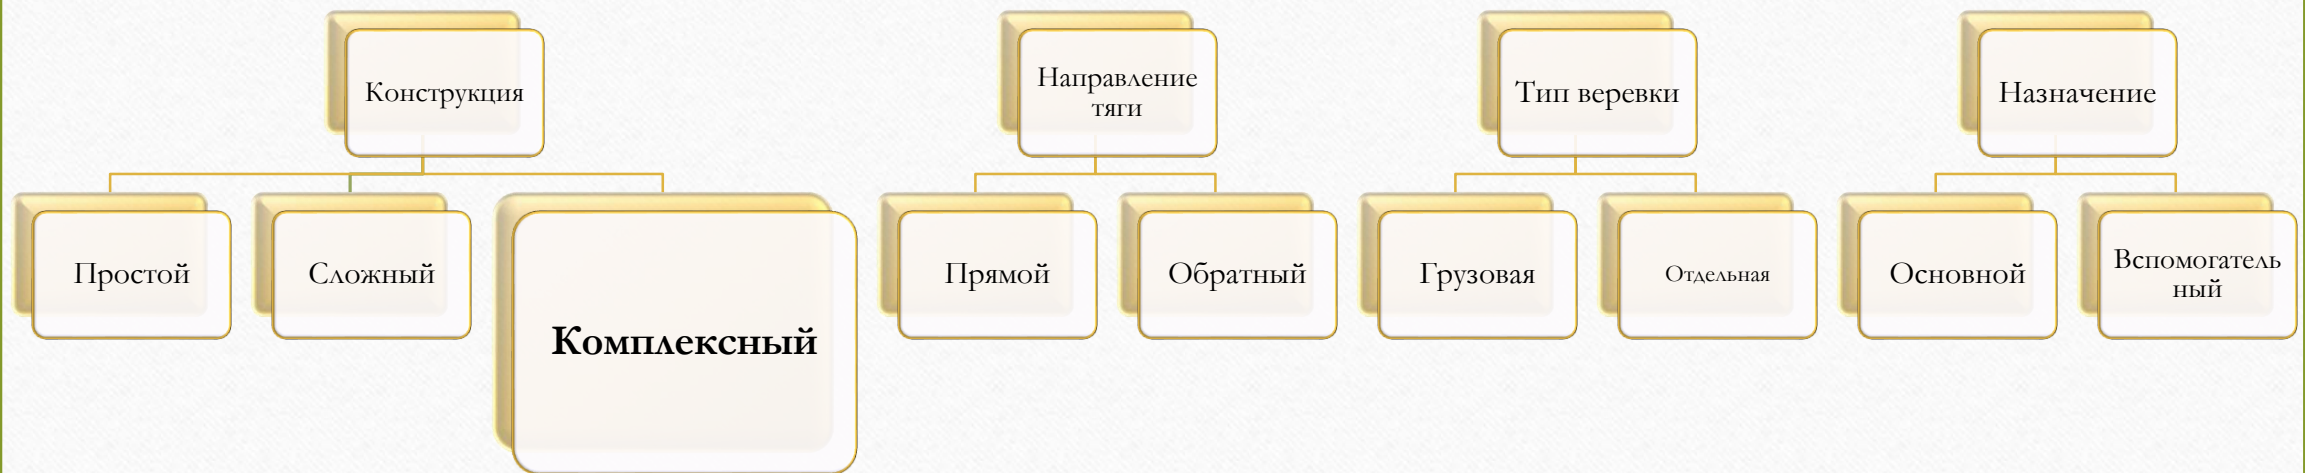 Конструкция
Направление
тяги
Тип веревки
Назначение
Простой
Сложный
Комплексный
Прямой
Обратный
Грузовая
Отдельная
Основной
Вспомогатель
ный